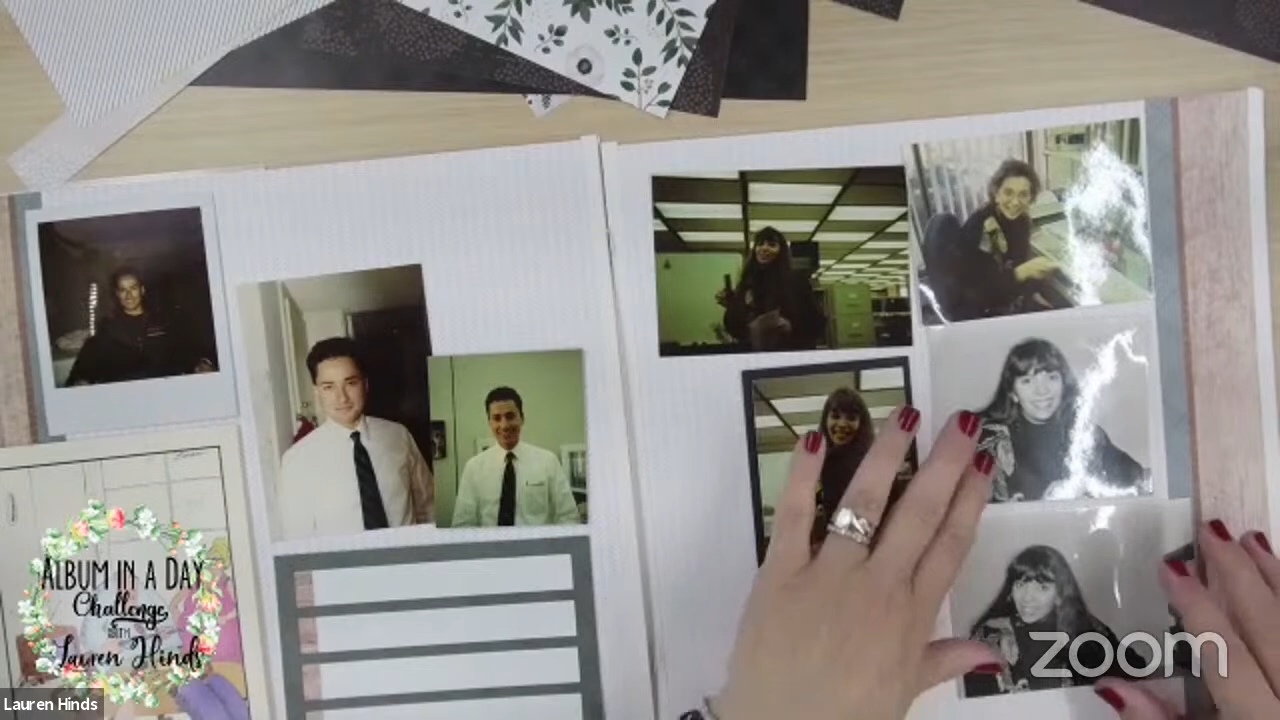 ALBUM IN A DAY
Challenge
WITH
Lauren Hinds
Lauren Hinds
zoom